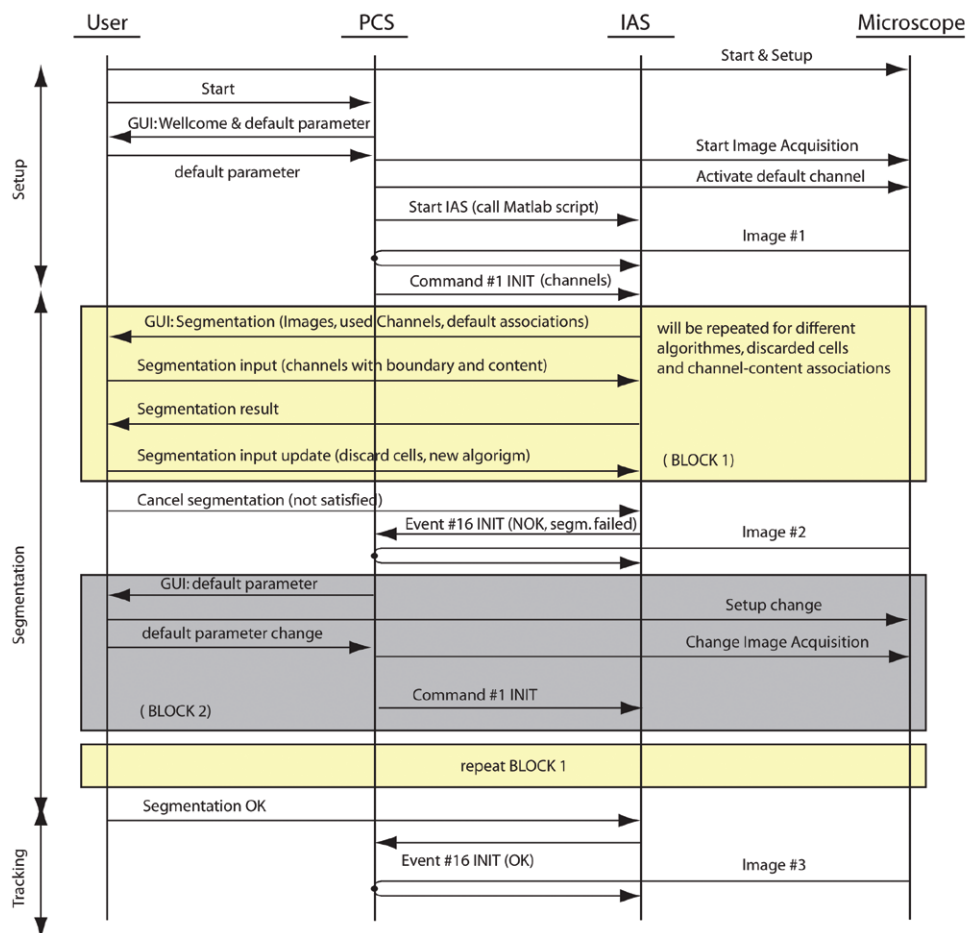 User PCS IAS Microscope
Start & Setup
Start
GUI: Wellcome & default parameter
Start Image Acquisition
default parameter
Activate default channel
Setup
Start IAS (call Matlab script)
Image #1
Command #1 INIT (channels)
GUI: Segmentation (Images, used Channels, default associations)
will be repeated for different
algorithmes, discarded cells
and channel-content associations
Segmentation input (channels with boundary and content)
Segmentation result
Segmentation input update (discard cells, new algorigm)
( BLOCK 1)
Cancel segmentation (not satisfied)
Event #16 INIT (NOK, segm. failed)
Image #2
Segmentation
GUI: default parameter
Setup change
default parameter change
Change Image Acquisition
Command #1 INIT
( BLOCK 2)
repeat BLOCK 1
Segmentation OK
Tracking
Event #16 INIT (OK)
Image #3